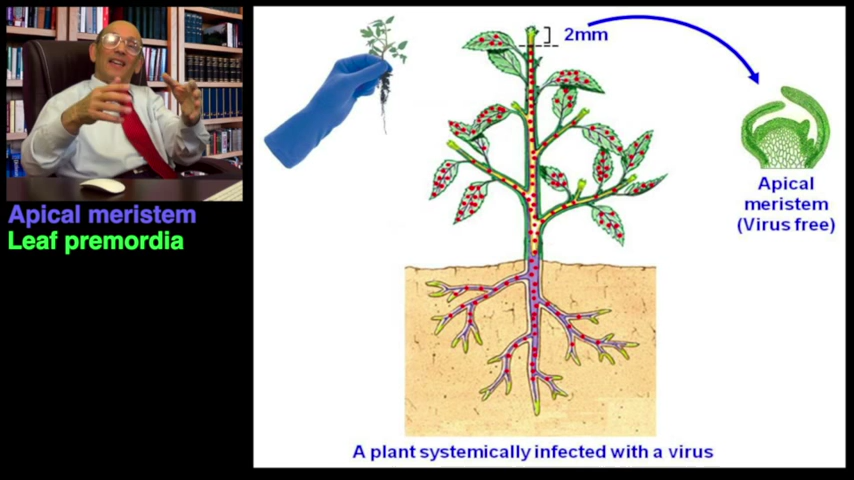 Apical meristem
Leaf premordia
2mm
Apical
meristem
(Virus free)
A plant systemically infected with a virus